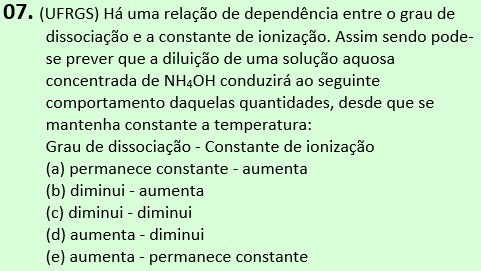 07. (UFRGS) Há uma relação de dependência entre o grau de
dissociação e a constante de ionização. Assim sendo pode-
se prever que a diluição de uma solução aquosa
concentrada de NH₄OH conduzirá ao seguinte
comportamento daquelas quantidades, desde que se
mantenha constante a temperatura:
Grau de dissociação - Constante de ionização
(a) permanece constante - aumenta
(b) diminui - aumenta
(c) diminui - diminui
(d) aumenta - diminui
(e) aumenta - permanece constante